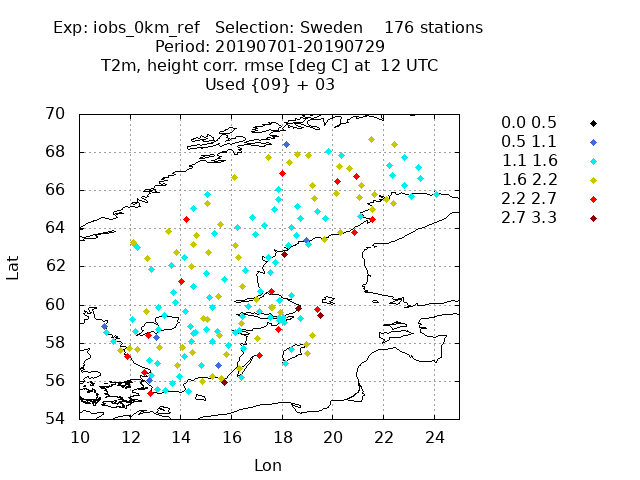 Exp: iobs_0km_ref   Selection: Sweden    176 stations
Period: 20190701-20190729
T2m, height corr. rmse [deg C] at  12 UTC
Used {09} + 03
70
68
66
64
62
60
58
56
54
Lat
10 12 14 16 18 20 22 24
Lon
0.0 0.5
0.5 1.1
1.1 1.6
1.6 2.2
2.2 2.7
2.7 3.3